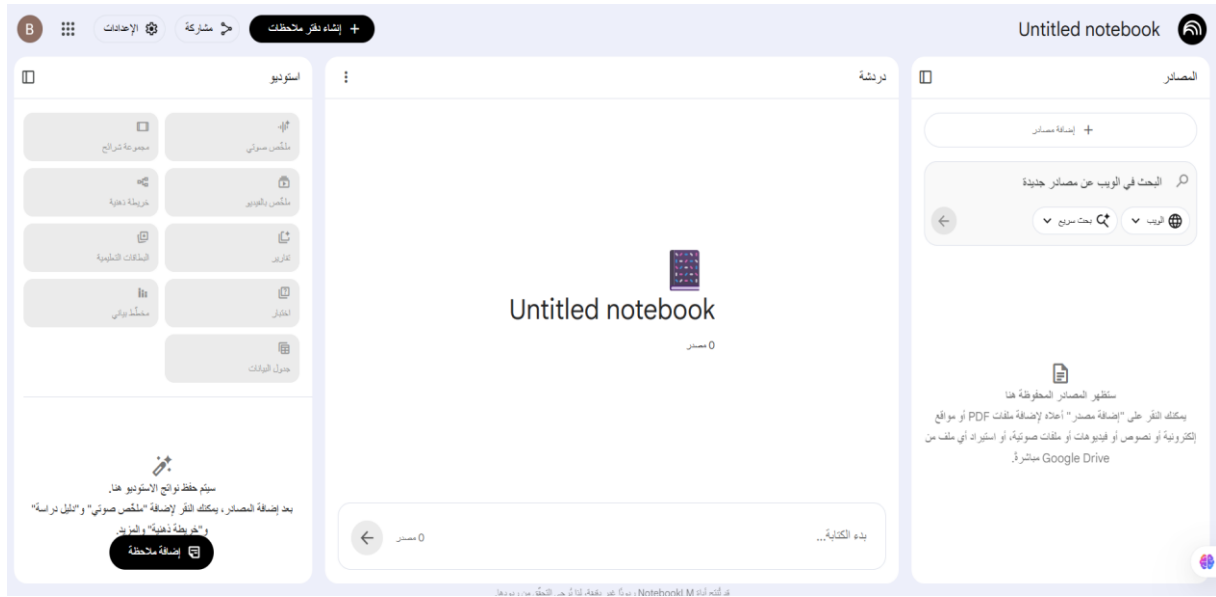 Untitled notebook
إنشاء دفتر ملاحظات
مشاركة
الإعدادات
B
المصادر
إضافة مصادر
البحث في الويب عن مصادر جديدة
الويب
بحث سريع
ستظهر المصادر المحفوظة هنا
يمكنك النقر على "إضافة مصدر" أعلاه لإضافة ملفات PDF أو مواقع
إلكترونية أو نصوص أو فيديوهات أو ملفات صوتية، أو استيراد أي ملف من
Google Drive مباشرةً.
دردشة
Untitled notebook
0 مصدر
بدء الكتابة...
0 مصدر
استوديو
ملخّص صوتي
مجموعة شرائح
ملخّص بالفيديو
خريطة ذهنية
تقارير
البطاقات التعليمية
اختبار
مخطّط بياني
جدول البيانات
سيتم حفظ نواتج الاستوديو هنا.
بعد إضافة المصادر، يمكنك النقر لإضافة "ملخّص صوتي" و"دليل دراسة"
و"خريطة ذهنية" والمزيد.
إضافة ملاحظة
NotebookLM